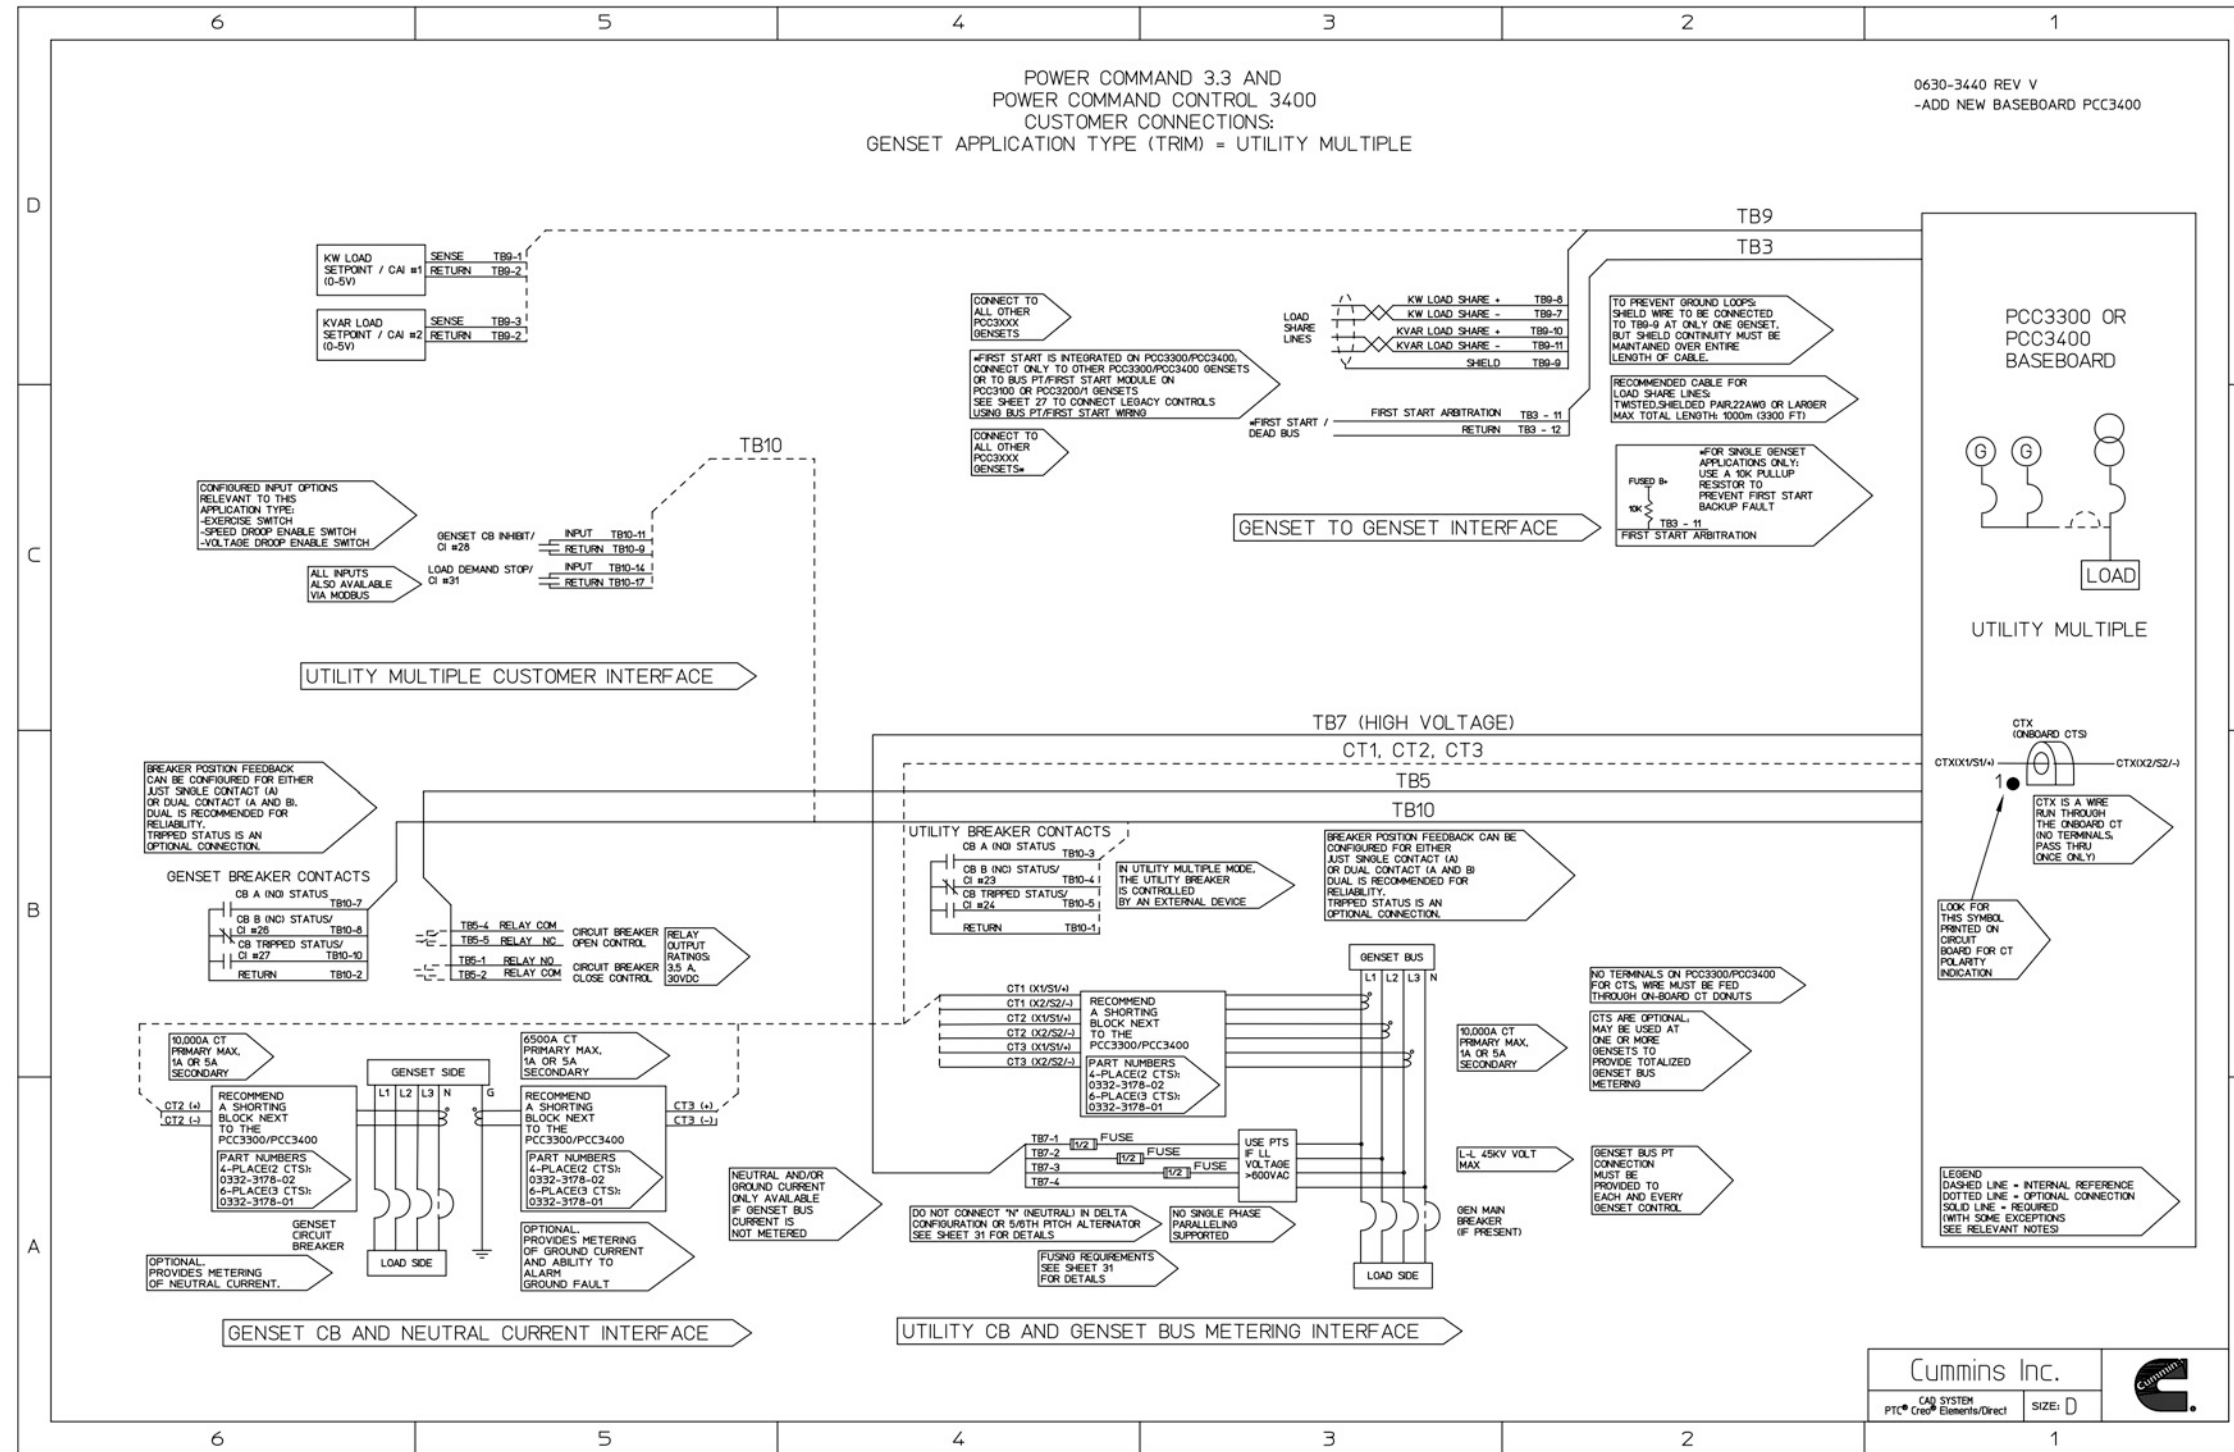 6 5 4 3 2 1
POWER COMMAND 3.3 AND
POWER COMMAND CONTROL 3400
CUSTOMER CONNECTIONS:
GENSET APPLICATION TYPE (TRIM) = UTILITY MULTIPLE
0630-3440 REV V
-ADD NEW BASEBOARD PCC3400
D
C
B
A
TB9
TB3
KW LOAD
SETPOINT / CAI #1
(0-5V)
SENSE TB9-1
RETURN TB9-2
KVAR LOAD
SETPOINT / CAI #2
(0-5V)
SENSE TB9-3
RETURN TB9-2
CONNECT TO
ALL OTHER
PCC3XXX
GENSETS
LOAD
SHARE
LINES
KW LOAD SHARE + TB9-8
KW LOAD SHARE - TB9-7
KVAR LOAD SHARE + TB9-10
KVAR LOAD SHARE - TB9-11
SHIELD TB9-9
TO PREVENT GROUND LOOPS:
SHIELD WIRE TO BE CONNECTED
TO TB9-9 AT ONLY ONE GENSET,
BUT SHIELD CONTINUITY MUST BE
MAINTAINED OVER ENTIRE
LENGTH OF CABLE.
*FIRST START IS INTEGRATED ON PCC3300/PCC3400,
CONNECT ONLY TO OTHER PCC3300/PCC3400 GENSETS
OR TO BUS PT/FIRST START MODULE ON
PCC3100 OR PCC3200/1 GENSETS
SEE SHEET 27 TO CONNECT LEGACY CONTROLS
USING BUS PT/FIRST START WIRING
RECOMMENDED CABLE FOR
LOAD SHARE LINES:
TWISTED,SHIELDED PAIR,22AWG OR LARGER
MAX TOTAL LENGTH: 1000m (3300 FT)
*FIRST START /
DEAD BUS
FIRST START ARBITRATION TB3 - 11
RETURN TB3 - 12
CONNECT TO
ALL OTHER
PCC3XXX
GENSETS*
*FOR SINGLE GENSET
APPLICATIONS ONLY:
USE A 10K PULLUP
RESISTOR TO
PREVENT FIRST START
BACKUP FAULT
FUSED B+
10K
TB3 - 11
FIRST START ARBITRATION
GENSET TO GENSET INTERFACE
PCC3300 OR
PCC3400
BASEBOARD
G G
LOAD
UTILITY MULTIPLE
TB10
CONFIGURED INPUT OPTIONS
RELEVANT TO THIS
APPLICATION TYPE:
-EXERCISE SWITCH
-SPEED DROOP ENABLE SWITCH
-VOLTAGE DROOP ENABLE SWITCH
ALL INPUTS
ALSO AVAILABLE
VIA MODBUS
GENSET CB INHIBIT/
CI #28
INPUT TB10-11
RETURN TB10-9
LOAD DEMAND STOP/
CI #31
INPUT TB10-14
RETURN TB10-17
UTILITY MULTIPLE CUSTOMER INTERFACE
TB7 (HIGH VOLTAGE)
CT1, CT2, CT3
TB5
TB10
BREAKER POSITION FEEDBACK
CAN BE CONFIGURED FOR EITHER
JUST SINGLE CONTACT (A)
OR DUAL CONTACT (A AND B).
DUAL IS RECOMMENDED FOR
RELIABILITY.
TRIPPED STATUS IS AN
OPTIONAL CONNECTION.
GENSET BREAKER CONTACTS
CB A (NO) STATUS
TB10-7
CB B (NC) STATUS/
CI #26 TB10-8
CB TRIPPED STATUS/
CI #27 TB10-10
RETURN TB10-2
TB5-4 RELAY COM
TB5-5 RELAY NC
CIRCUIT BREAKER
OPEN CONTROL
TB5-1 RELAY NO
TB5-2 RELAY COM
CIRCUIT BREAKER
CLOSE CONTROL
RELAY
OUTPUT
RATINGS:
3.5 A,
30VDC
UTILITY BREAKER CONTACTS
CB A (NO) STATUS
TB10-3
CB B (NC) STATUS/
CI #23 TB10-4
CB TRIPPED STATUS/
CI #24 TB10-5
RETURN TB10-1
IN UTILITY MULTIPLE MODE,
THE UTILITY BREAKER
IS CONTROLLED
BY AN EXTERNAL DEVICE
BREAKER POSITION FEEDBACK CAN BE
CONFIGURED FOR EITHER
JUST SINGLE CONTACT (A)
OR DUAL CONTACT (A AND B)
DUAL IS RECOMMENDED FOR
RELIABILITY.
TRIPPED STATUS IS AN
OPTIONAL CONNECTION.
CTX
(ONBOARD CTS)
CTX(X1/S1/+)
CTX(X2/S2/-)
1
CTX IS A WIRE
RUN THROUGH
THE ONBOARD CT
(NO TERMINALS,
PASS THRU
ONCE ONLY)
LOOK FOR
THIS SYMBOL
PRINTED ON
CIRCUIT
BOARD FOR CT
POLARITY
INDICATION
10,000A CT
PRIMARY MAX,
1A OR 5A
SECONDARY
GENSET SIDE
L1 L2 L3 N G
6500A CT
PRIMARY MAX,
1A OR 5A
SECONDARY
CT2 (+)
CT2 (-)
RECOMMEND
A SHORTING
BLOCK NEXT
TO THE
PCC3300/PCC3400
PART NUMBERS
4-PLACE(2 CTS):
0332-3178-02
6-PLACE(3 CTS):
0332-3178-01
RECOMMEND
A SHORTING
BLOCK NEXT
TO THE
PCC3300/PCC3400
PART NUMBERS
4-PLACE(2 CTS):
0332-3178-02
6-PLACE(3 CTS):
0332-3178-01
CT3 (+)
CT3 (-)
GENSET
CIRCUIT
BREAKER
LOAD SIDE
OPTIONAL.
PROVIDES METERING
OF NEUTRAL CURRENT.
OPTIONAL.
PROVIDES METERING
OF GROUND CURRENT
AND ABILITY TO
ALARM
GROUND FAULT
NEUTRAL AND/OR
GROUND CURRENT
ONLY AVAILABLE
IF GENSET BUS
CURRENT IS
NOT METERED
GENSET CB AND NEUTRAL CURRENT INTERFACE
GENSET BUS
L1 L2 L3 N
CT1 (X1/S1/+)
CT1 (X2/S2/-)
CT2 (X1/S1/+)
CT2 (X2/S2/-)
CT3 (X1/S1/+)
CT3 (X2/S2/-)
RECOMMEND
A SHORTING
BLOCK NEXT
TO THE
PCC3300/PCC3400
PART NUMBERS
4-PLACE(2 CTS):
0332-3178-02
6-PLACE(3 CTS):
0332-3178-01
10,000A CT
PRIMARY MAX,
1A OR 5A
SECONDARY
NO TERMINALS ON PCC3300/PCC3400
FOR CTS, WIRE MUST BE FED
THROUGH ON-BOARD CT DONUTS
CTS ARE OPTIONAL,
MAY BE USED AT
ONE OR MORE
GENSETS TO
PROVIDE TOTALIZED
GENSET BUS
METERING
TB7-1 1/2 FUSE
TB7-2 1/2 FUSE
TB7-3 1/2 FUSE
TB7-4
USE PTS
IF LL
VOLTAGE
>600VAC
L-L 45KV VOLT
MAX
GENSET BUS PT
CONNECTION
MUST BE
PROVIDED TO
EACH AND EVERY
GENSET CONTROL
DO NOT CONNECT "N" (NEUTRAL) IN DELTA
CONFIGURATION OR 5/6TH PITCH ALTERNATOR
SEE SHEET 31 FOR DETAILS
NO SINGLE PHASE
PARALLELING
SUPPORTED
GEN MAIN
BREAKER
(IF PRESENT)
FUSING REQUIREMENTS
SEE SHEET 31
FOR DETAILS
LOAD SIDE
UTILITY CB AND GENSET BUS METERING INTERFACE
LEGEND
DASHED LINE = INTERNAL REFERENCE
DOTTED LINE = OPTIONAL CONNECTION
SOLID LINE = REQUIRED
(WITH SOME EXCEPTIONS
SEE RELEVANT NOTES)
Cummins Inc.
CAD SYSTEM
PTC® Creo® Elements/Direct
SIZE: D
Cummins
6 5 4 3 2 1